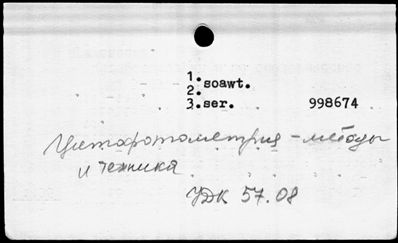 1. soawt.
2.
3. ser. 998674
Цитофотометрия - методы
и техника
УДК 57.08